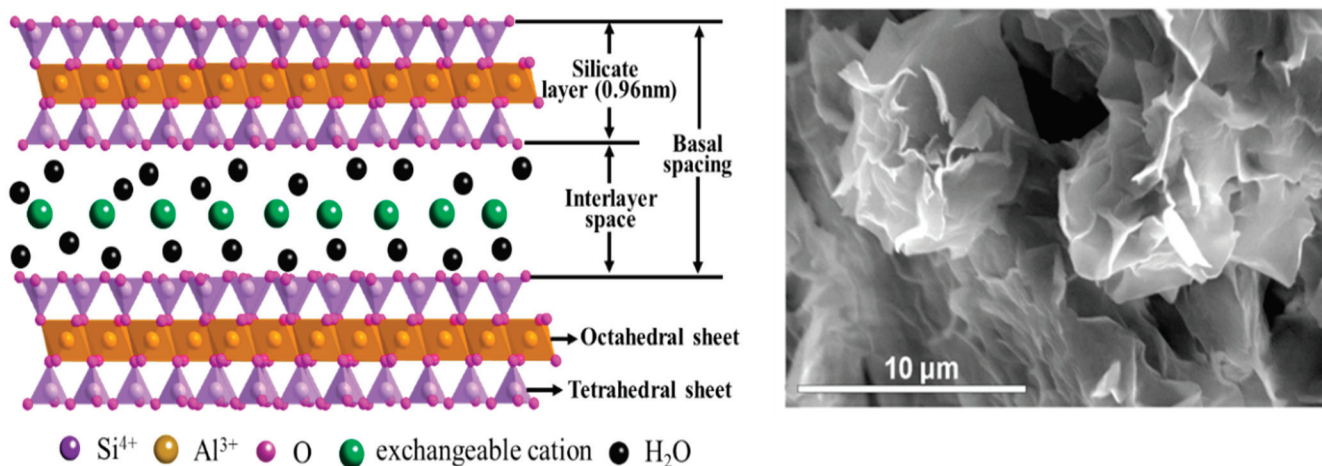 Silicate
layer (0.96nm)
Basal
spacing
Interlayer
space
Octahedral sheet
Tetrahedral sheet
Si⁴⁺ Al³⁺ O exchangeable cation H₂O
10 µm